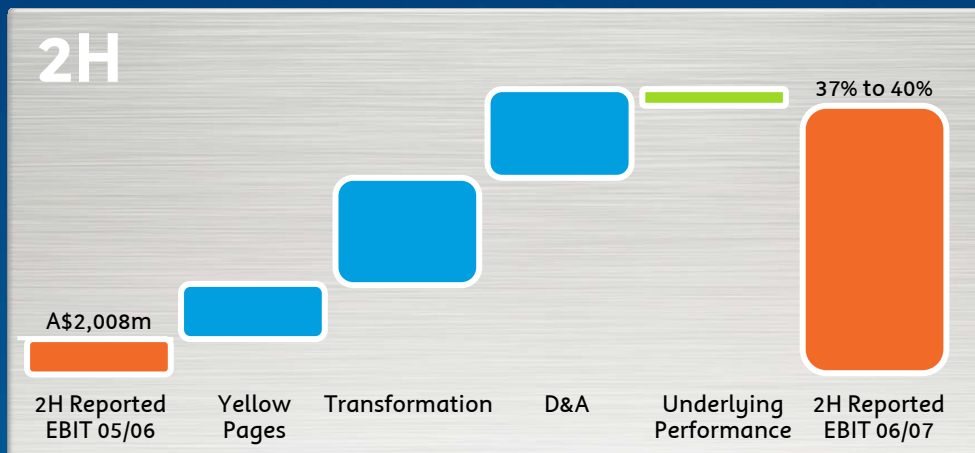 2H
37% to 40%
A$2,008m
2H Reported
EBIT 05/06
Yellow
Pages
Transformation
D&A
Underlying
Performance
2H Reported
EBIT 06/07